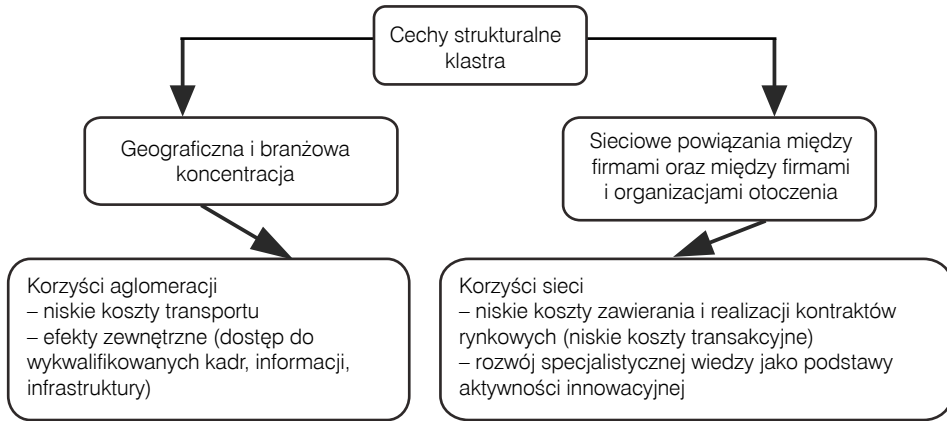 Cechy strukturalne
klastra
Geograficzna i branżowa
koncentracja
Sieciowe powiązania między
firmami oraz między firmami
i organizacjami otoczenia
Korzyści aglomeracji
– niskie koszty transportu
– efekty zewnętrzne (dostęp do
wykwalifikowanych kadr, informacji,
infrastruktury)
Korzyści sieci
– niskie koszty zawierania i realizacji kontraktów
rynkowych (niskie koszty transakcyjne)
– rozwój specjalistycznej wiedzy jako podstawy
aktywności innowacyjnej